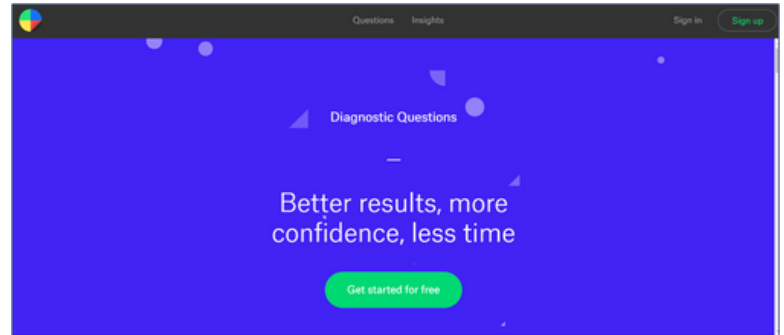 Questions Insights Sign in Sign up
Diagnostic Questions
Better results, more
confidence, less time
Get started for free